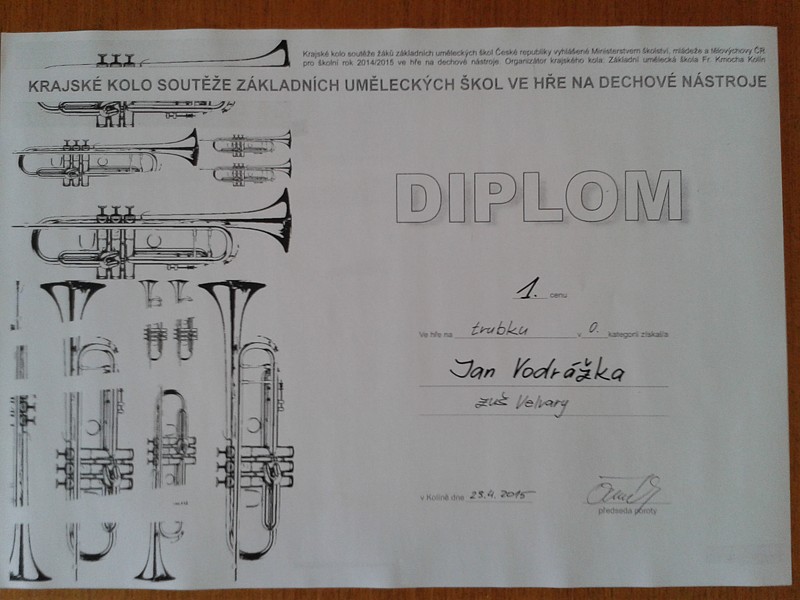 Krajské kolo soutěže žáků základních uměleckých škol České republiky vyhlášené Ministerstvem školství, mládeže a tělovýchovy ČR
pro školní rok 2014/2015 ve hře na dechové nástroje. Organizátor krajského kola: Základní umělecká škola Fr. Kmocha Kolín
KRAJSKÉ KOLO SOUTĚŽE ZÁKLADNÍCH UMĚLECKÝCH ŠKOL VE HŘE NA DECHOVÉ NÁSTROJE
DIPLOM
1. cenu
Ve hře na trubku v 0. kategorii získal/a
Jan Vodrážka
ZUŠ Velvary
v Kolíně dne 23.4.2015
předseda poroty